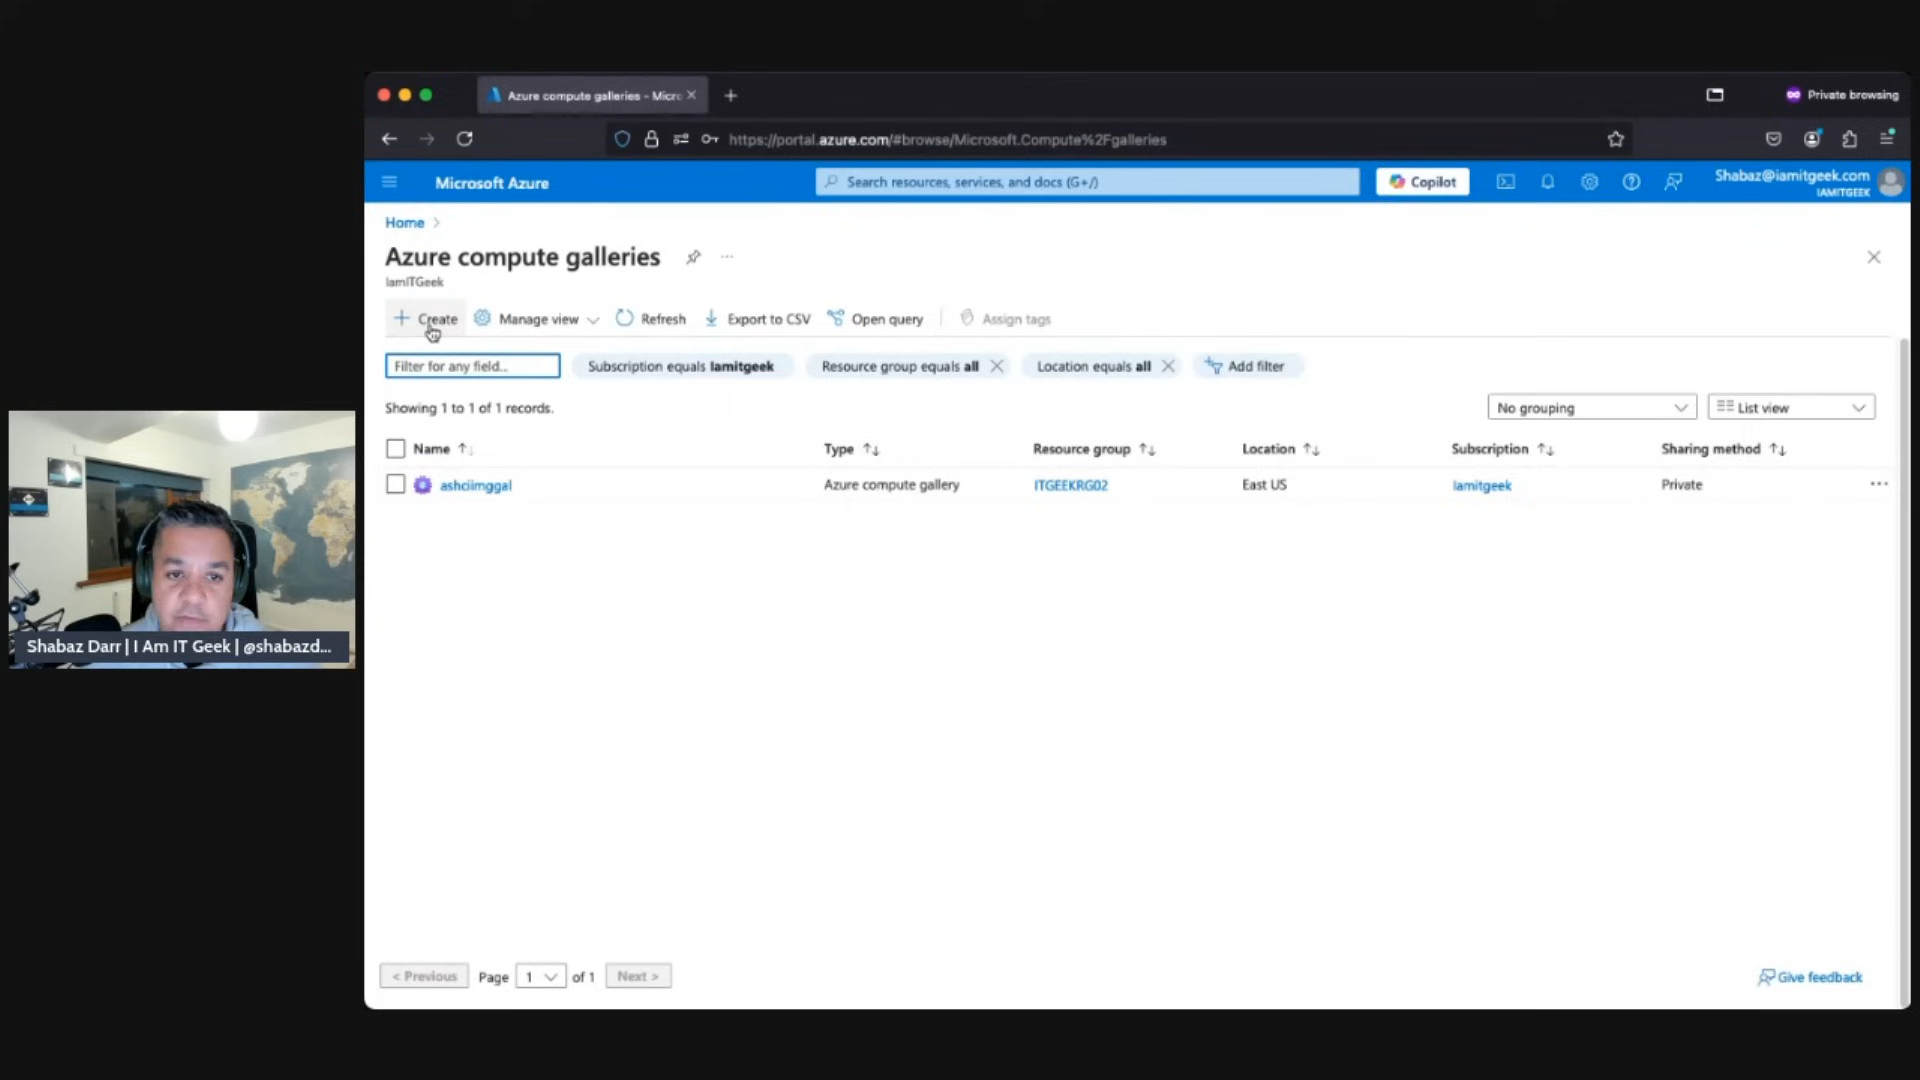 Azure compute galleries - Micro
Private browsing
https://portal.azure.com/#browse/Microsoft.Compute%2Fgalleries
Microsoft Azure
Search resources, services, and docs (G+/)
Copilot
Shabaz@iamitgeek.com
IAMITGEEK
Home
Azure compute galleries
IamITGeek
Create
Manage view
Refresh
Export to CSV
Open query
Assign tags
Filter for any field...
Subscription equals Iamitgeek
Resource group equals all
Location equals all
Add filter
Showing 1 to 1 of 1 records.
No grouping
List view
Name
Type
Resource group
Location
Subscription
Sharing method
ashciimggal
Azure compute gallery
ITGEEKRG02
East US
Iamitgeek
Private
Shabaz Darr | I Am IT Geek | @shabazd...
< Previous
Page 1 of 1
Next >
Give feedback